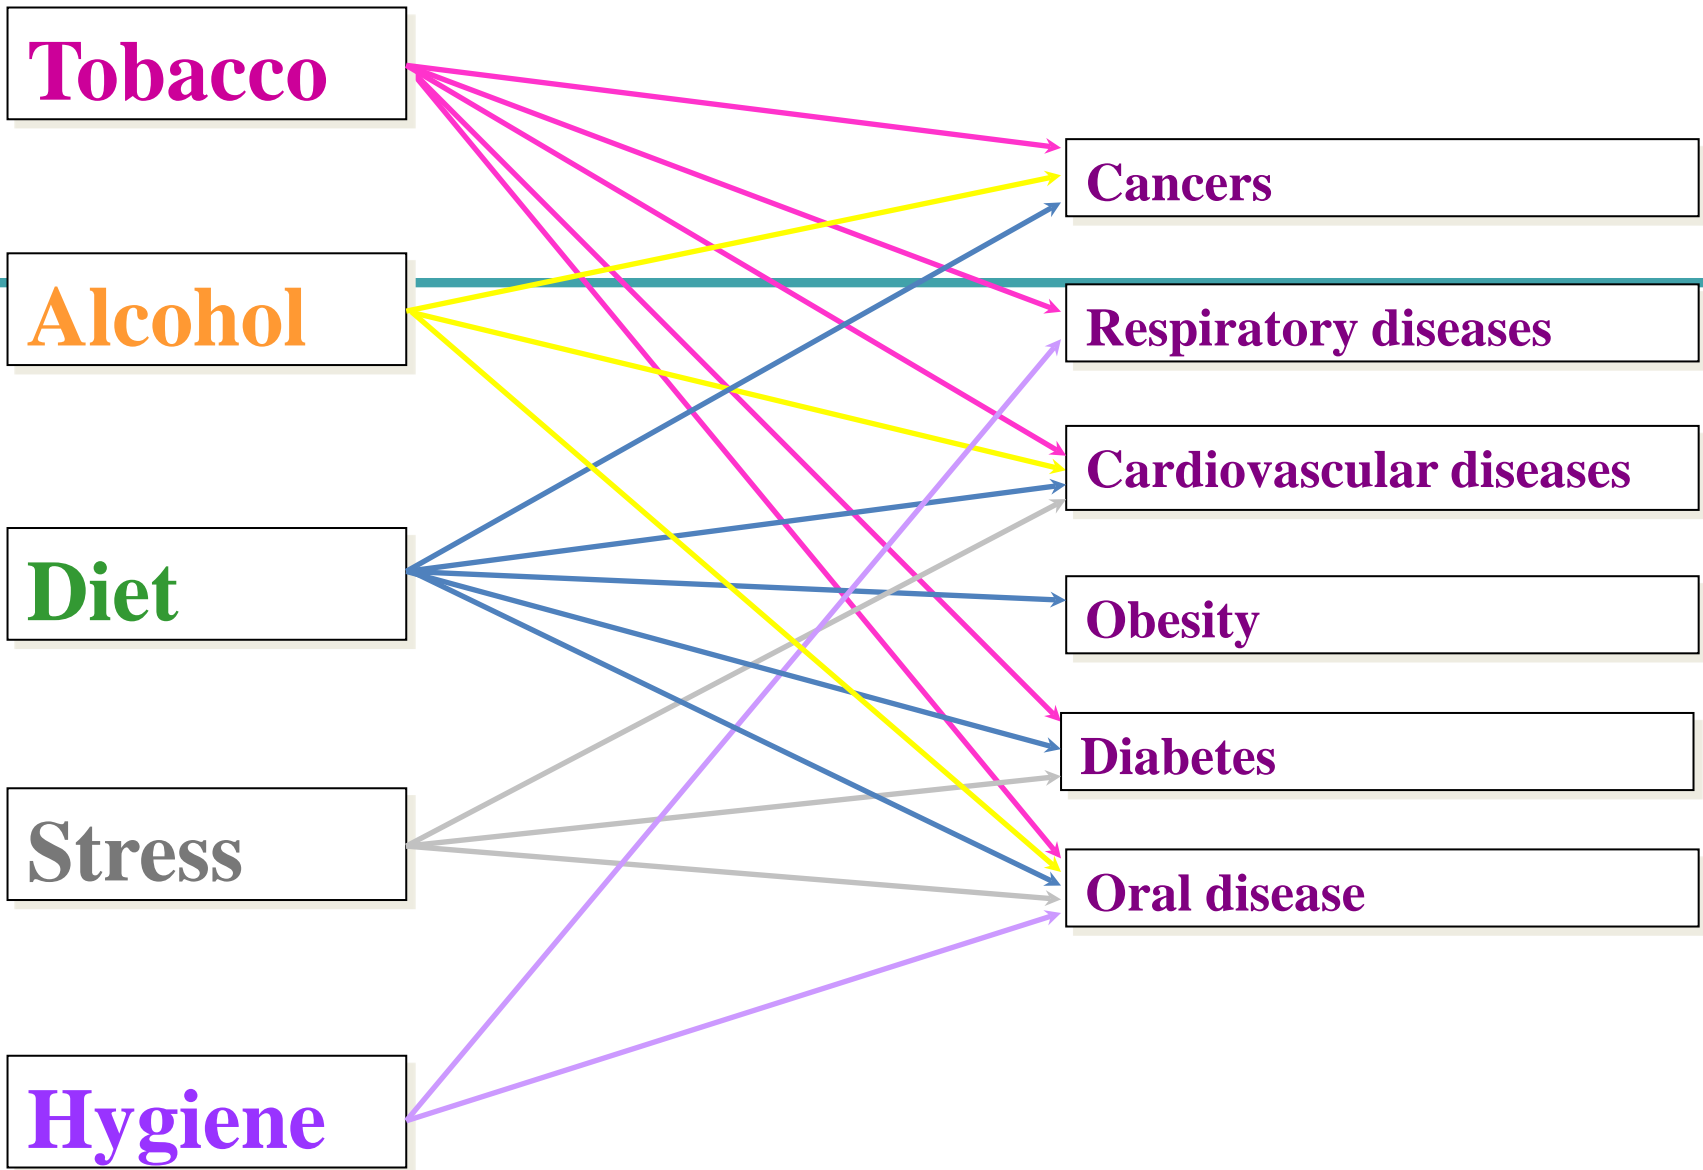 Tobacco
Alcohol
Diet
Stress
Hygiene
Cancers
Respiratory diseases
Cardiovascular diseases
Obesity
Diabetes
Oral disease